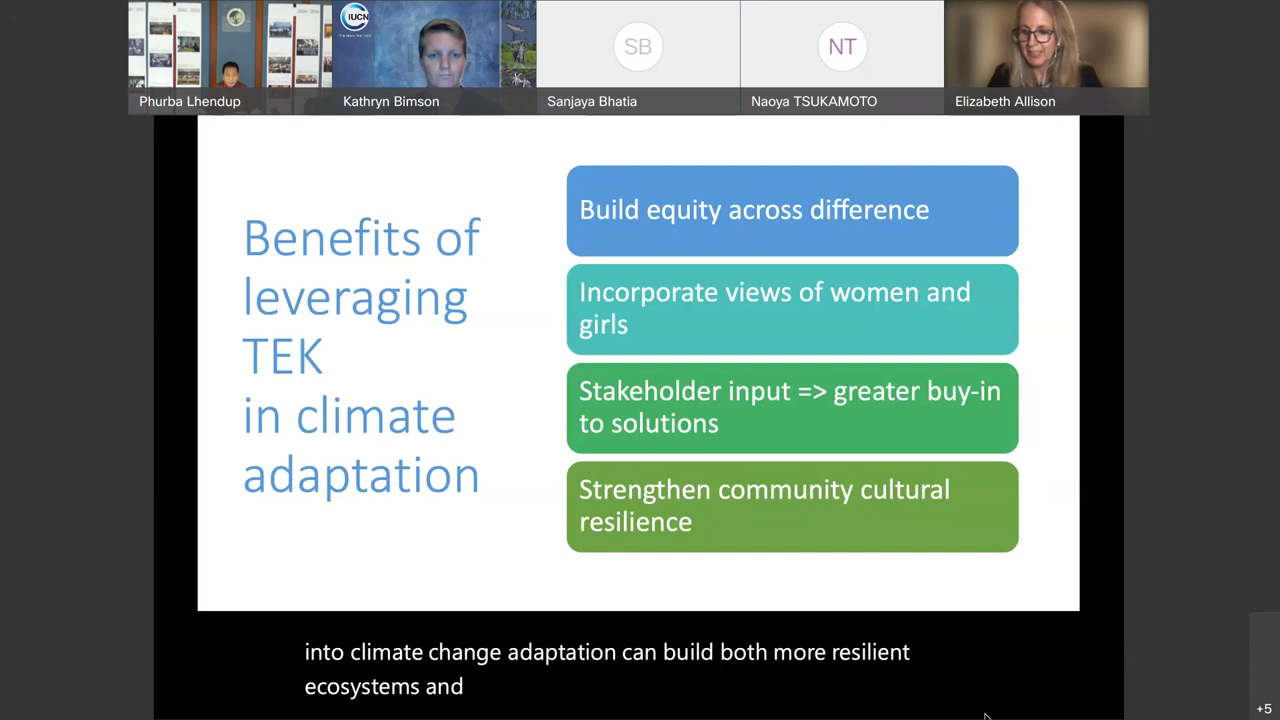 IUCN
Phurba Lhendup
Kathryn Bimson
SB
Sanjaya Bhatia
NT
Naoya TSUKAMOTO
Elizabeth Allison
Benefits of
leveraging
TEK
in climate
adaptation
Build equity across difference
Incorporate views of women and
girls
Stakeholder input => greater buy-in
to solutions
Strengthen community cultural
resilience
into climate change adaptation can build both more resilient
ecosystems and
+5